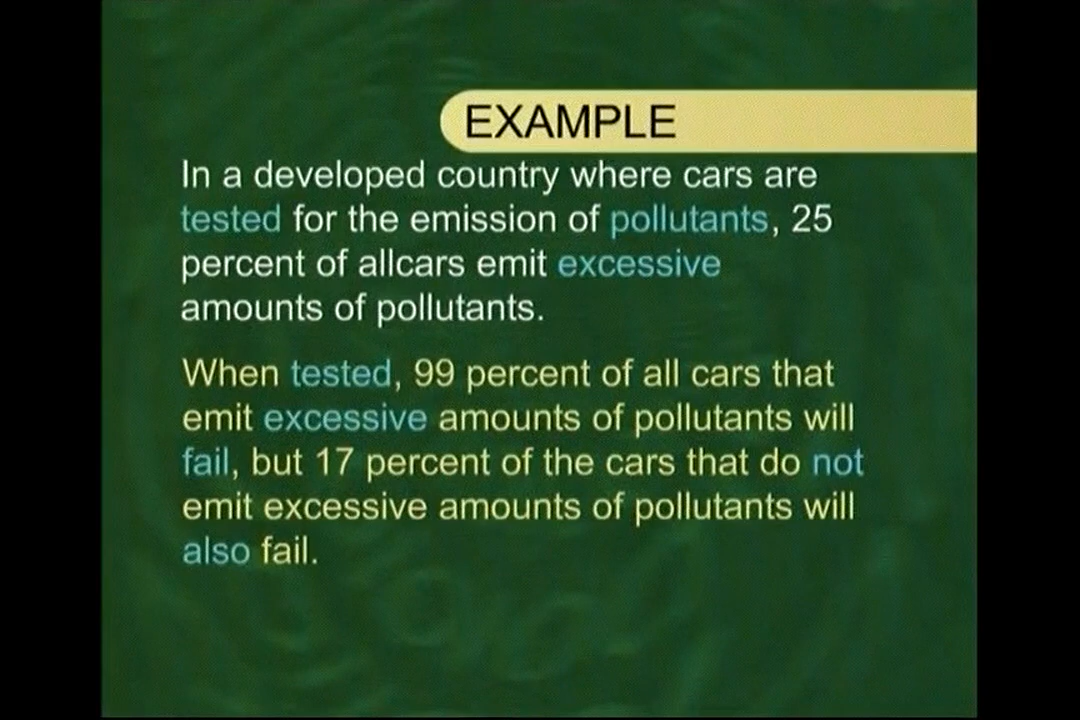 EXAMPLE
In a developed country where cars are
tested for the emission of pollutants, 25
percent of allcars emit excessive
amounts of pollutants.
When tested, 99 percent of all cars that
emit excessive amounts of pollutants will
fail, but 17 percent of the cars that do not
emit excessive amounts of pollutants will
also fail.